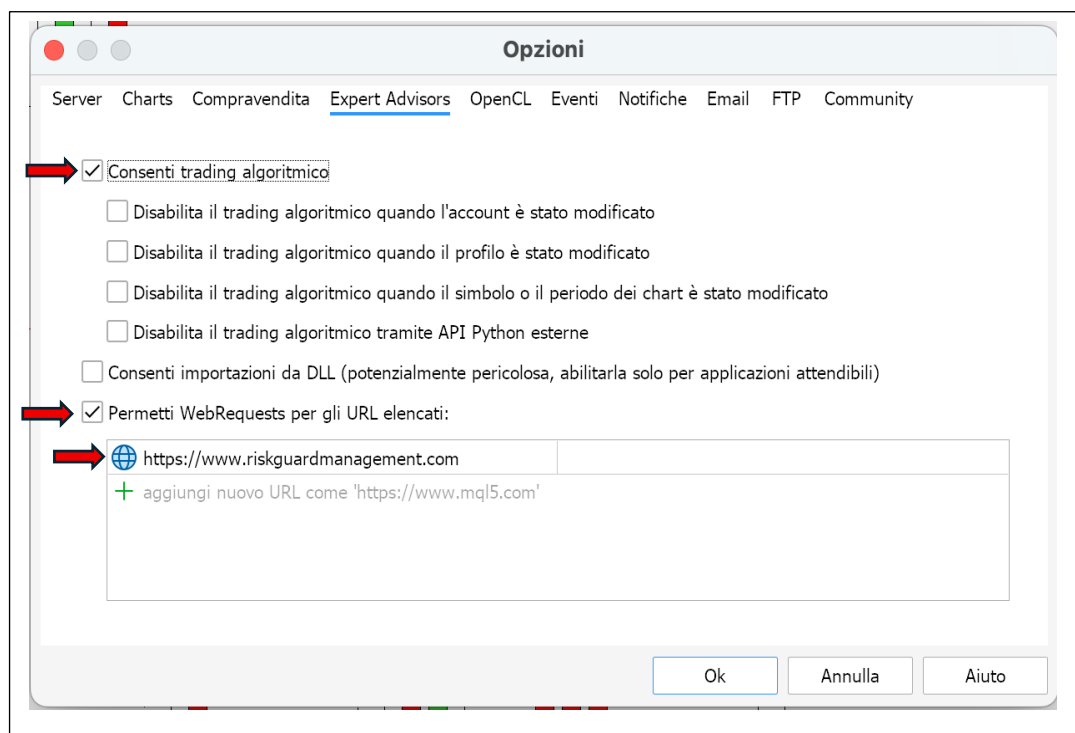 Opzioni
Server Charts Compravendita Expert Advisors OpenCL Eventi Notifiche Email FTP Community
Consenti trading algoritmico
Disabilita il trading algoritmico quando l'account è stato modificato
Disabilita il trading algoritmico quando il profilo è stato modificato
Disabilita il trading algoritmico quando il simbolo o il periodo dei chart è stato modificato
Disabilita il trading algoritmico tramite API Python esterne
Consenti importazioni da DLL (potenzialmente pericolosa, abilitarla solo per applicazioni attendibili)
Permetti WebRequests per gli URL elencati:
https://www.riskguardmanagement.com
aggiungi nuovo URL come 'https://www.mql5.com'
Ok Annulla Aiuto